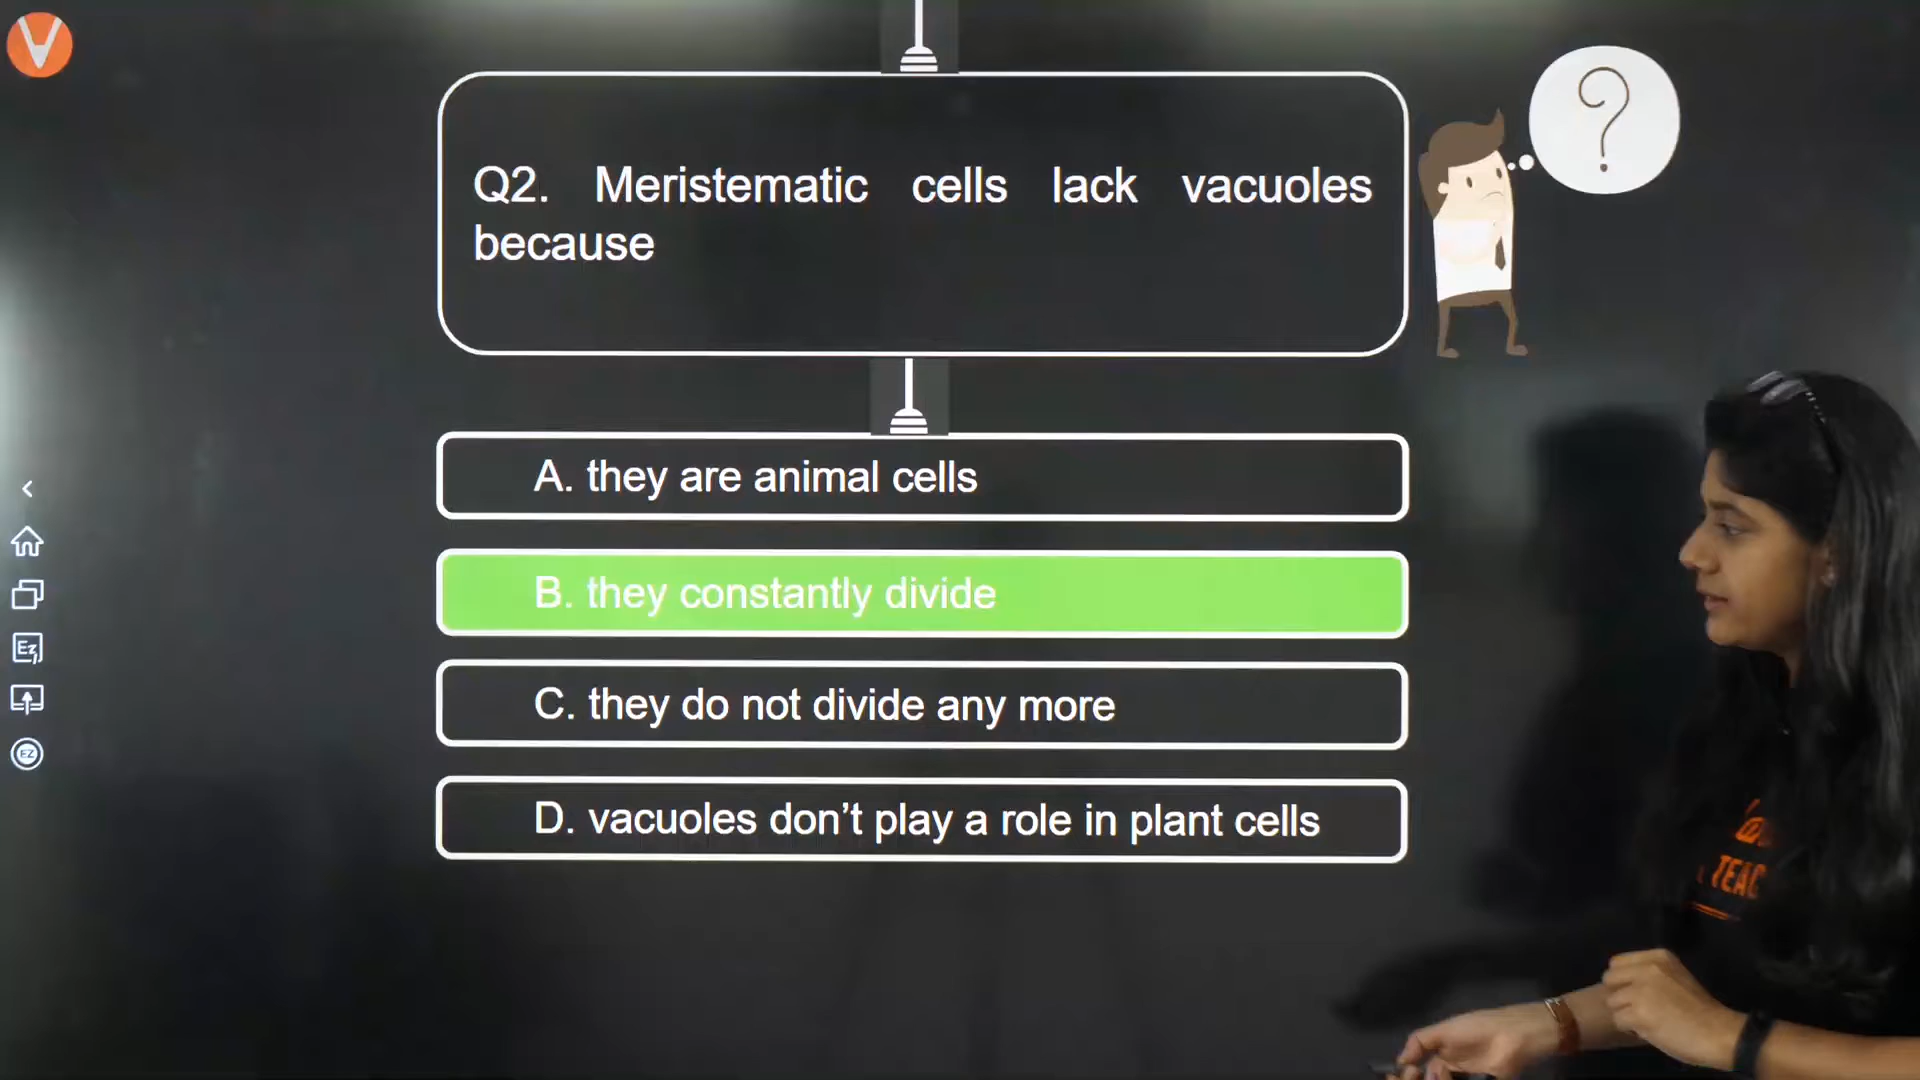 Q2. Meristematic cells lack vacuoles
because
A. they are animal cells
B. they constantly divide
C. they do not divide any more
D. vacuoles don’t play a role in plant cells
TEAC